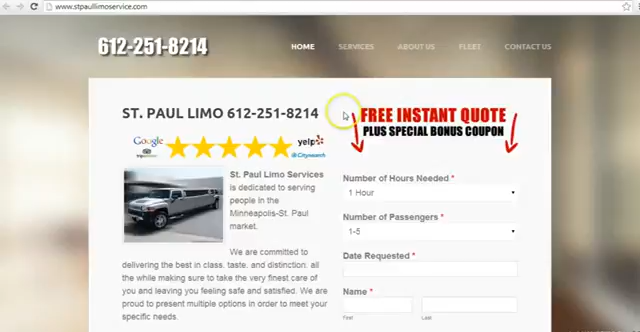 www.stpaullimoservice.com
612-251-8214
HOME SERVICES ABOUT US FLEET CONTACT US
ST. PAUL LIMO 612-251-8214
Google yelp
tripadvisor Citysearch
St. Paul Limo Services
is dedicated to serving
people in the
Minneapolis-St. Paul
market.
We are committed to
delivering the best in class, taste, and distinction, all
the while making sure to take the very finest care of
you and leaving you feeling safe and satisfied. We are
proud to present multiple options in order to meet your
specific needs.
FREE INSTANT QUOTE
PLUS SPECIAL BONUS COUPON
Number of Hours Needed *
1 Hour
Number of Passengers *
1-5
Date Requested *
Name *
First Last